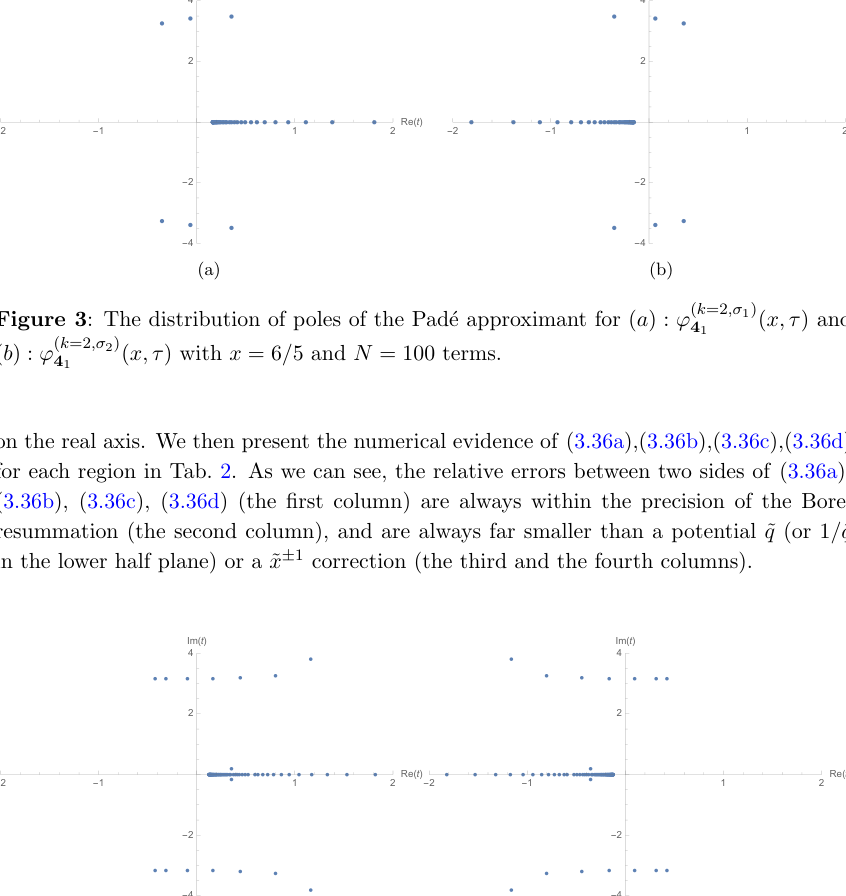 4 4
2 2
2 −1 1 2 Re(t) −2 −1 1 2
−2 −2
−4 −4
(a) (b)
Figure 3: The distribution of poles of the Padé approximant for (a) : φ_{4_1}^{(k=2,σ_1)}(x, τ) and
(b) : φ_{4_1}^{(k=2,σ_2)}(x, τ) with x = 6/5 and N = 100 terms.
on the real axis. We then present the numerical evidence of (3.36a),(3.36b),(3.36c),(3.36d)
for each region in Tab. 2. As we can see, the relative errors between two sides of (3.36a)
(3.36b), (3.36c), (3.36d) (the first column) are always within the precision of the Bore
resummation (the second column), and are always far smaller than a potential q̃ (or 1/q̃
in the lower half plane) or a x̃^{±1} correction (the third and the fourth columns).
Im(t) Im(t)
4 4
2 2
2 −1 1 2 Re(t) −2 −1 1 2 Re(
−2 −2
−4 −4